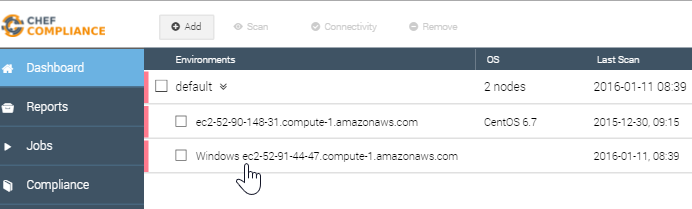 CHEF
COMPLIANCE
Add Scan Connectivity Remove
Environments OS Last Scan
Dashboard
default 2 nodes 2016-01-11 08:39
Reports
ec2-52-90-148-31.compute-1.amazonaws.com CentOS 6.7 2015-12-30, 09:15
Jobs
Windows ec2-52-91-44-47.compute-1.amazonaws.com 2016-01-11, 08:39
Compliance